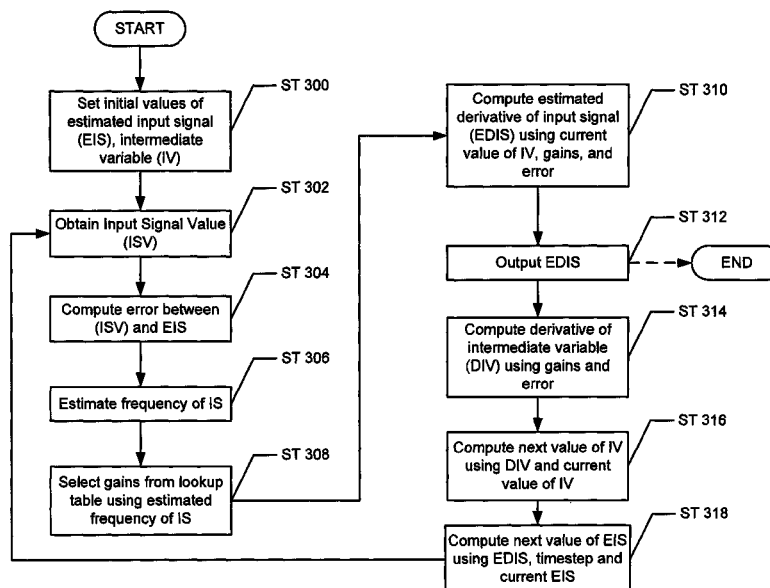 START
ST 300
Set initial values of
estimated input signal
(EIS), intermediate
variable (IV)
ST 302
Obtain Input Signal Value
(ISV)
ST 304
Compute error between
(ISV) and EIS
ST 306
Estimate frequency of IS
ST 308
Select gains from lookup
table using estimated
frequency of IS
ST 310
Compute estimated
derivative of input signal
(EDIS) using current
value of IV, gains, and
error
ST 312
Output EDIS
END
ST 314
Compute derivative of
intermediate variable
(DIV) using gains and
error
ST 316
Compute next value of IV
using DIV and current
value of IV
ST 318
Compute next value of EIS
using EDIS, timestep and
current EIS